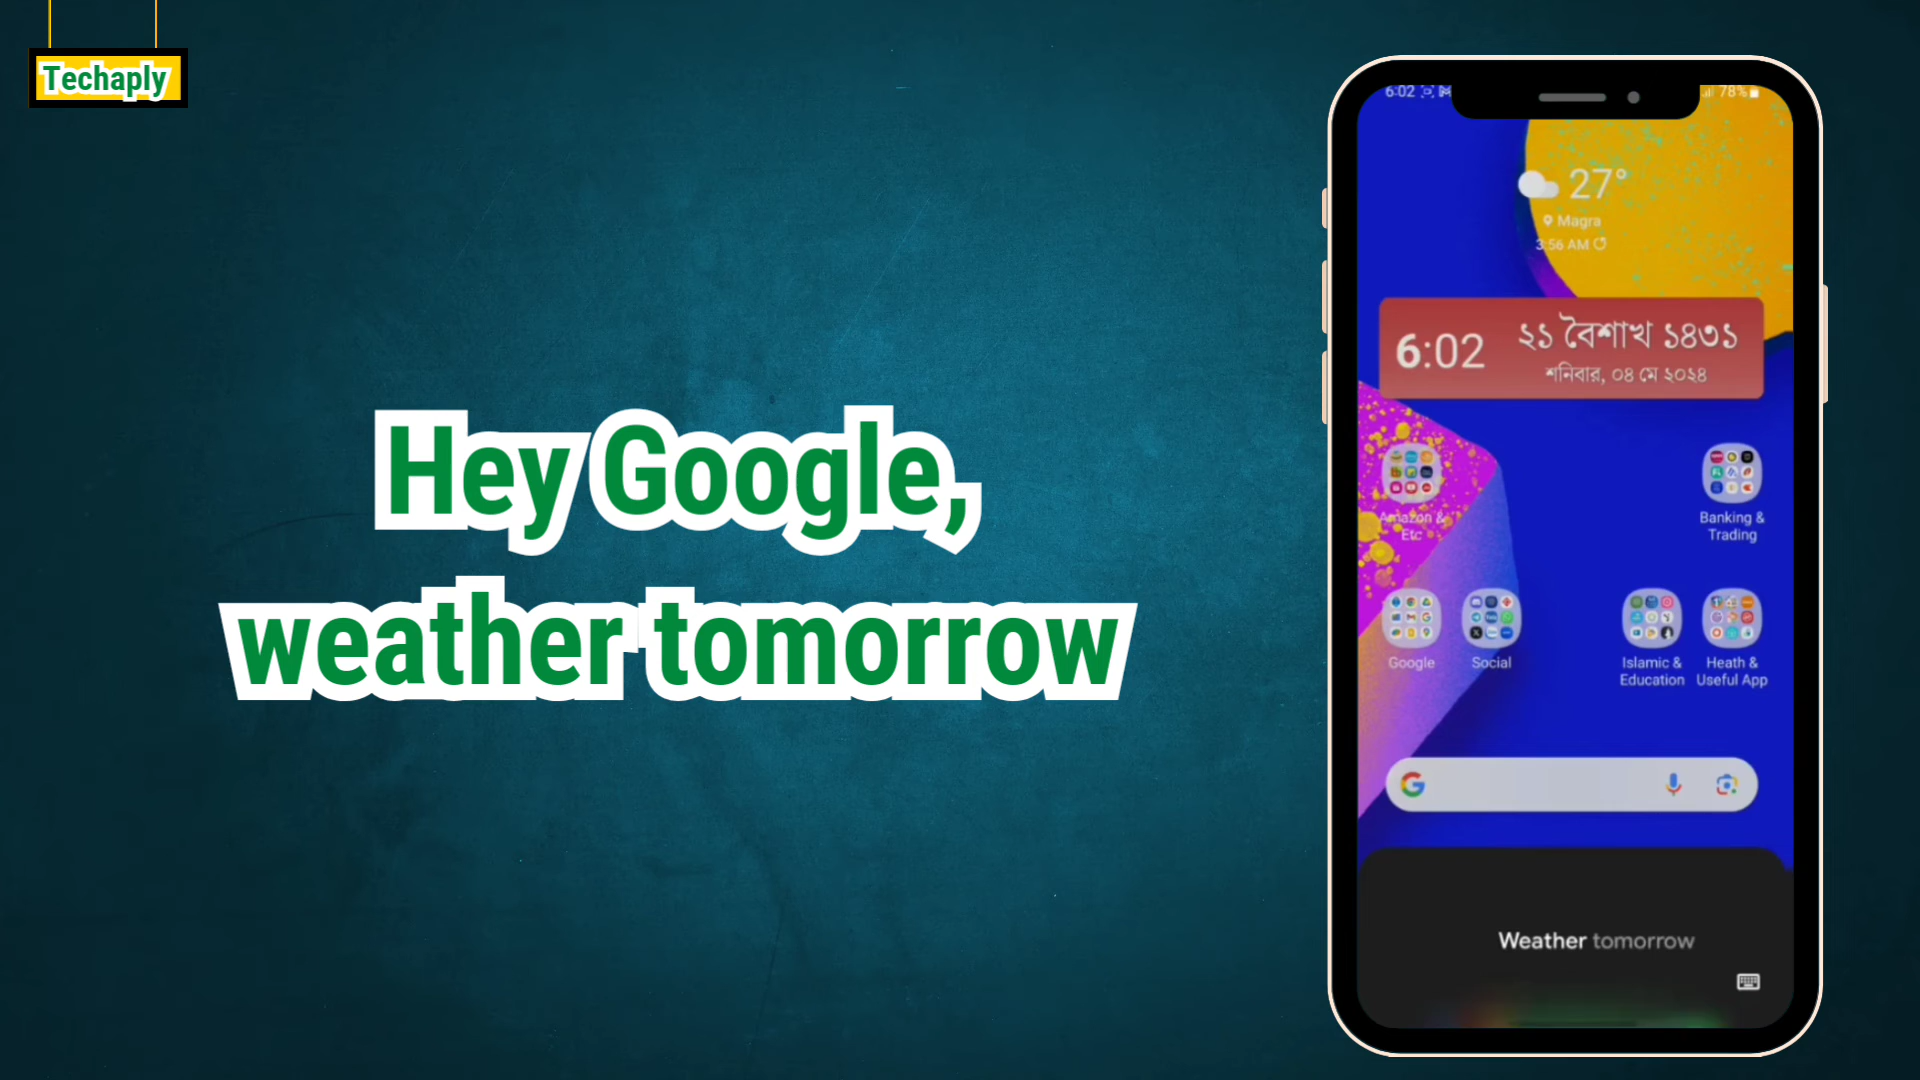 Techaply
Hey Google,
weather tomorrow
6:02
78%
27°
Magra
3:56 AM
6:02
২১ বৈশাখ ১৪৩১
শনিবার, ০৪ মে ২০২৪
Amazon &
Etc
Banking &
Trading
Google
Social
Islamic &
Education
Heath &
Useful App
Weather tomorrow